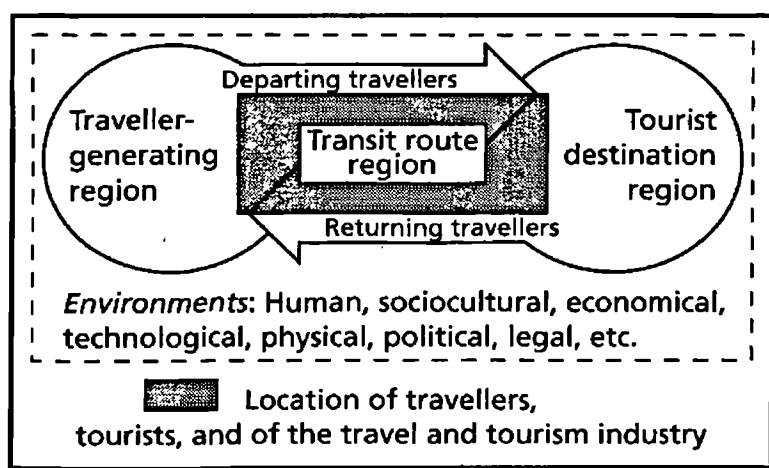 Departing travellers
Traveller-
generating
region
Transit route
region
Tourist
destination
region
Returning travellers
Environments: Human, sociocultural, economical,
technological, physical, political, legal, etc.
Location of travellers,
tourists, and of the travel and tourism industry